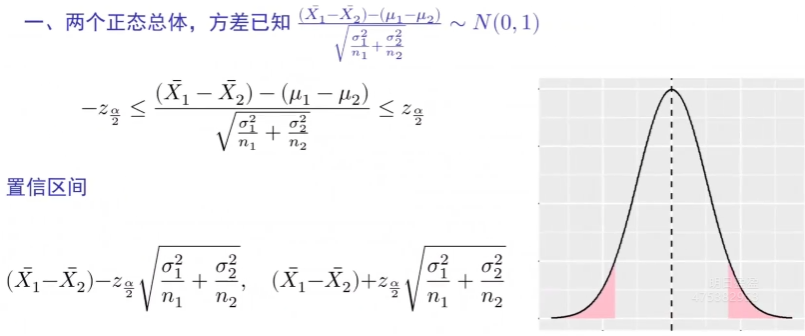 一、两个正态总体，方差已知 \frac{(\bar{X}_1-\bar{X}_2)-(\mu_1-\mu_2)}{\sqrt{\frac{\sigma_1^2}{n_1}+\frac{\sigma_2^2}{n_2}}} \sim N(0,1)
-z_{\frac{\alpha}{2}} \leq \frac{(\bar{X}_1-\bar{X}_2)-(\mu_1-\mu_2)}{\sqrt{\frac{\sigma_1^2}{n_1}+\frac{\sigma_2^2}{n_2}}} \leq z_{\frac{\alpha}{2}}
置信区间
(\bar{X}_1-\bar{X}_2)-z_{\frac{\alpha}{2}}\sqrt{\frac{\sigma_1^2}{n_1}+\frac{\sigma_2^2}{n_2}}, (\bar{X}_1-\bar{X}_2)+z_{\frac{\alpha}{2}}\sqrt{\frac{\sigma_1^2}{n_1}+\frac{\sigma_2^2}{n_2}}